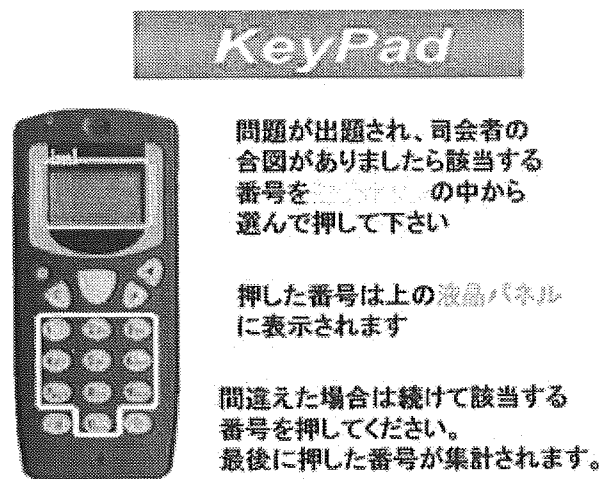 KeyPad
問題が出題され、司会者の
合図がありましたら該当する
番号を の中から
選んで押して下さい
押した番号は上の液晶パネル
に表示されます
間違えた場合は続けて該当する
番号を押してください。
最後に押した番号が集計されます。